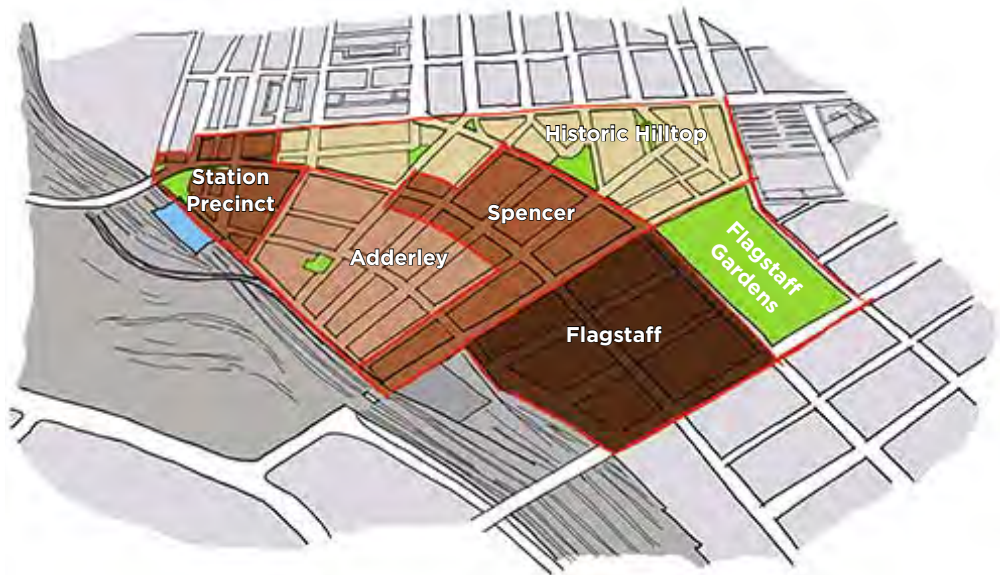 Historic Hilltop
Station
Precinct
Spencer
Adderley
Flagstaff
Gardens
Flagstaff